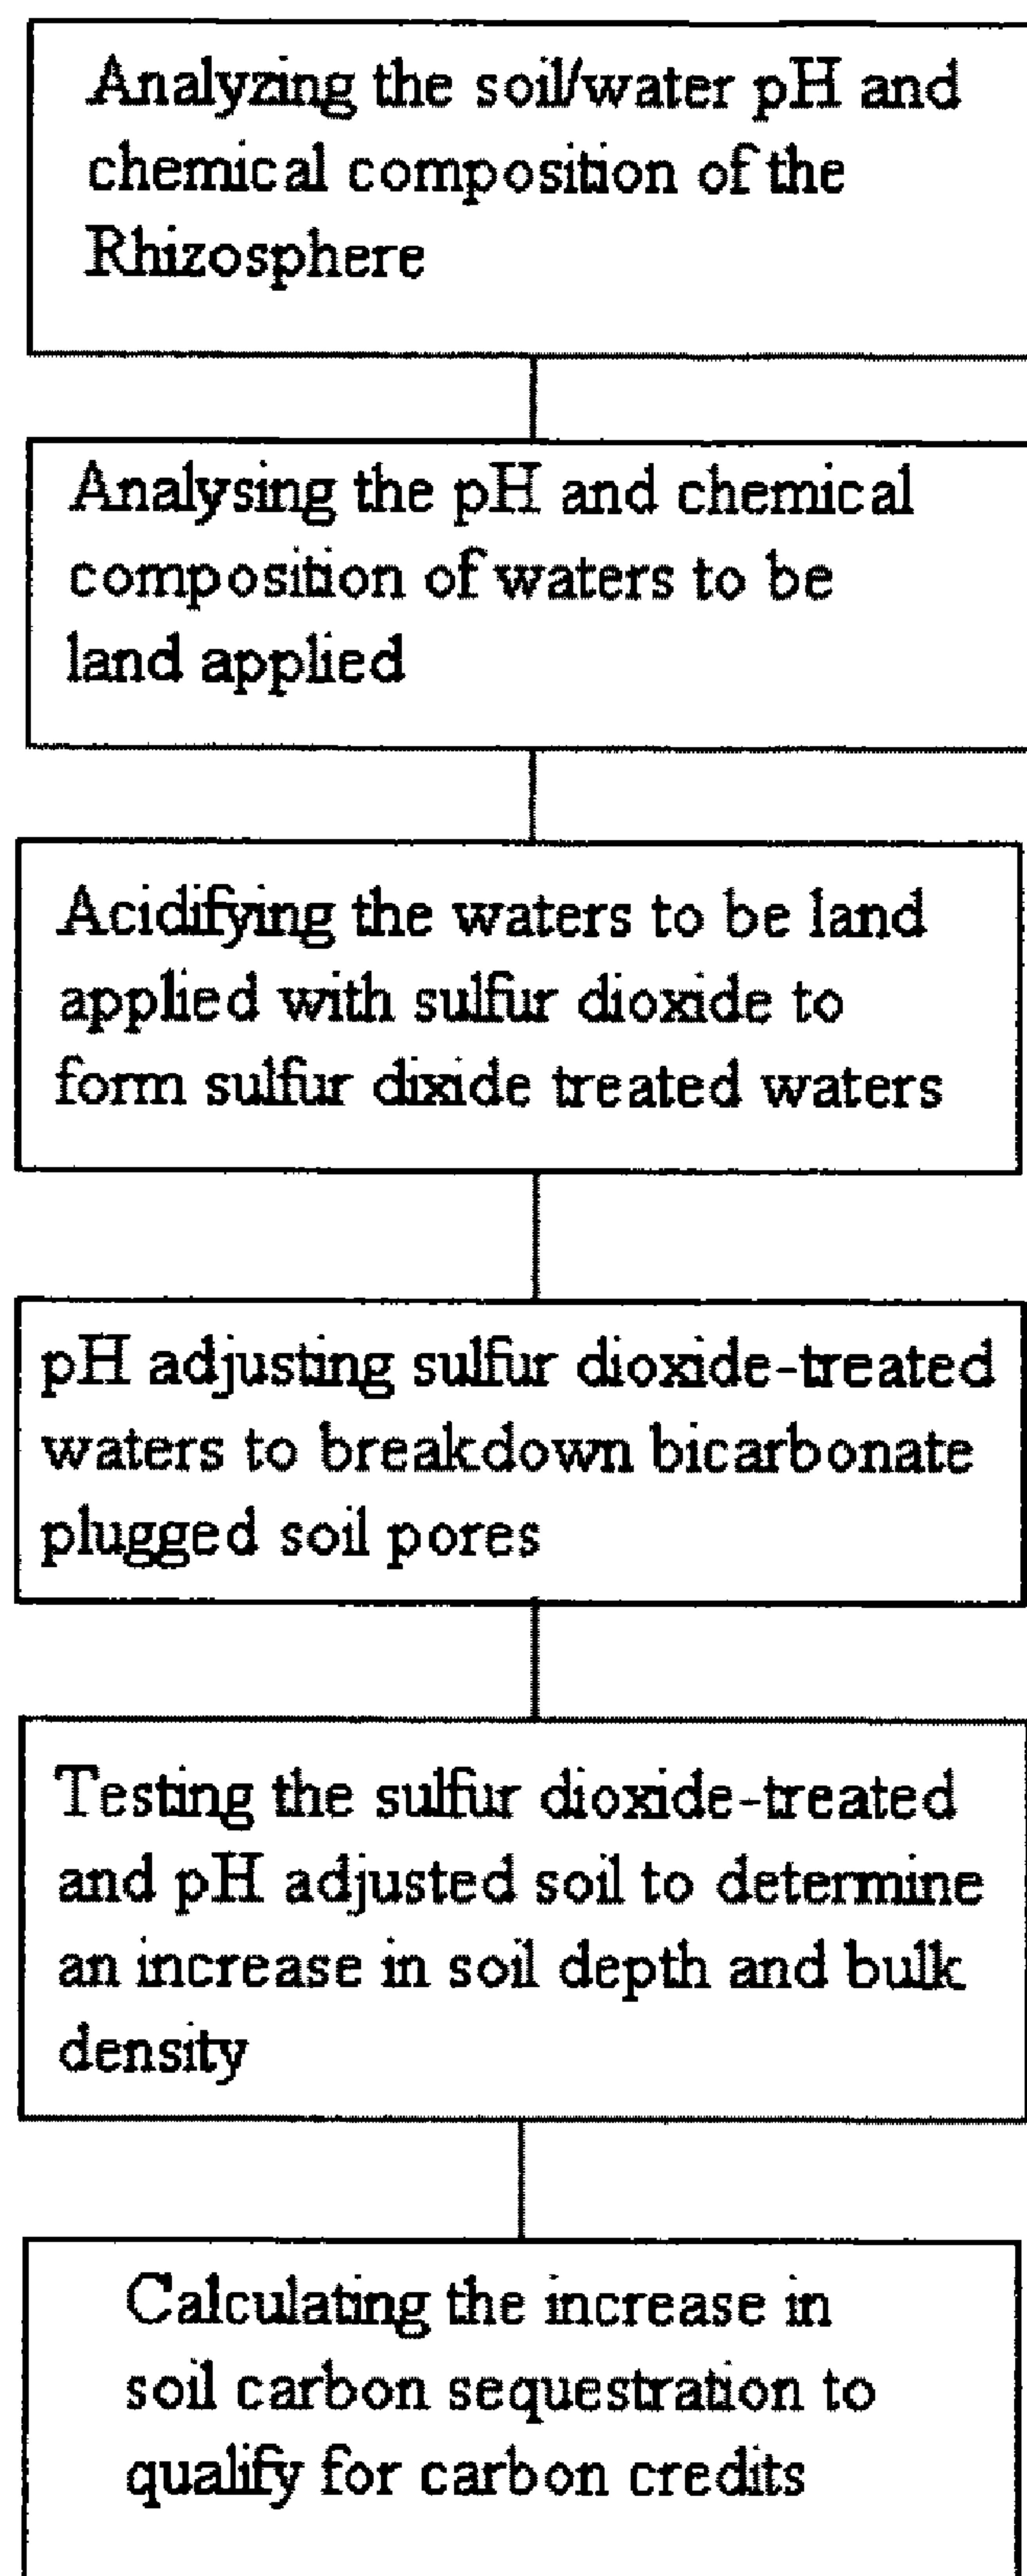 Analyzing the soil/water pH and
chemical composition of the
Rhizosphere
Analysing the pH and chemical
composition of waters to be
land applied
Acidifying the waters to be land
applied with sulfur dioxide to
form sulfur dixide treated waters
pH adjusting sulfur dioxide-treated
waters to breakdown bicarbonate
plugged soil pores
Testing the sulfur dioxide-treated
and pH adjusted soil to determine
an increase in soil depth and bulk
density
Calculating the increase in
soil carbon sequestration to
qualify for carbon credits